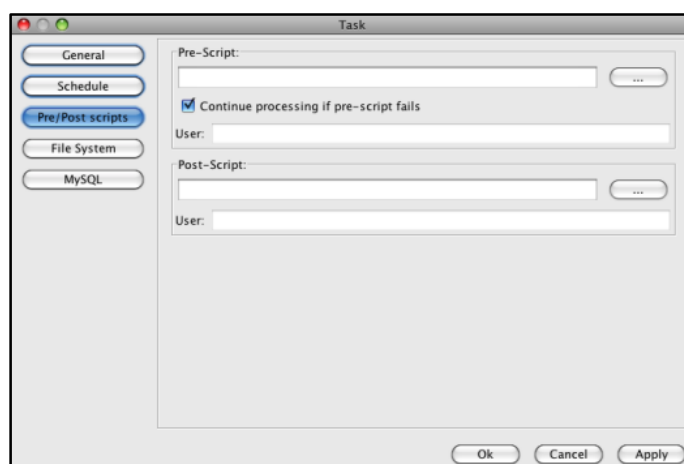 Task
General
Schedule
Pre/Post scripts
File System
MySQL
Pre-Script:
...
Continue processing if pre-script fails
User:
Post-Script:
...
User:
Ok Cancel Apply